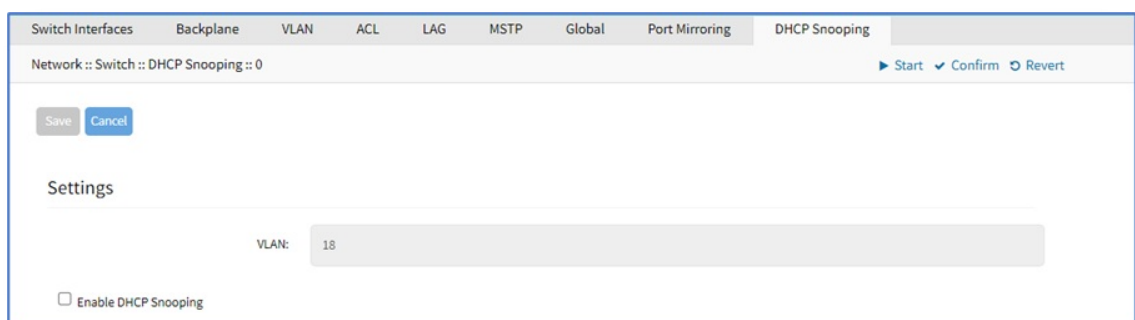 Switch Interfaces Backplane VLAN ACL LAG MSTP Global Port Mirroring DHCP Snooping
Network :: Switch :: DHCP Snooping :: 0 Start Confirm Revert
Save Cancel
Settings
VLAN: 18
Enable DHCP Snooping